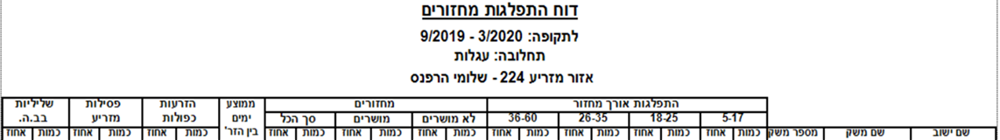 דוח התפלגות מחזורים
לתקופה: 9/2019 - 3/2020
תחלובה: עגלות
אזור מזריע 224 - שלומי הרפנס
התפלגות אורך מחזור מחזורים ממוצע ימים בין הזר' הזרעות כפולות פסילות מזריע שליליות בב.ה.
5-17 18-25 26-35 36-60 לא מושרים מושרים סך הכל
שם ישוב שם משק מספר משק כמות אחוז כמות אחוז כמות אחוז כמות אחוז כמות אחוז כמות אחוז כמות אחוז כמות אחוז כמות אחוז כמות אחוז